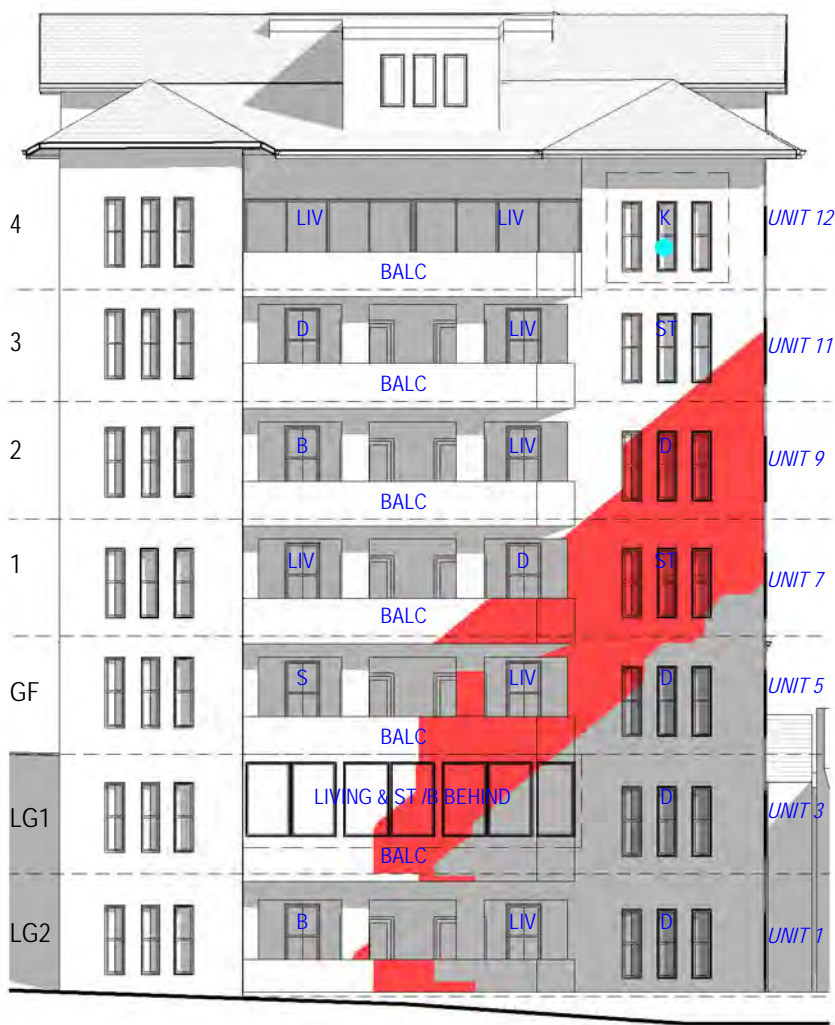 4 LIV LIV K UNIT 12
BALC
3 D LIV ST UNIT 11
BALC
2 B LIV D UNIT 9
BALC
1 LIV D ST UNIT 7
BALC
GF S LIV D UNIT 5
BALC
LG1 LIVING & ST /B BEHIND D UNIT 3
BALC
LG2 B LIV D UNIT 1